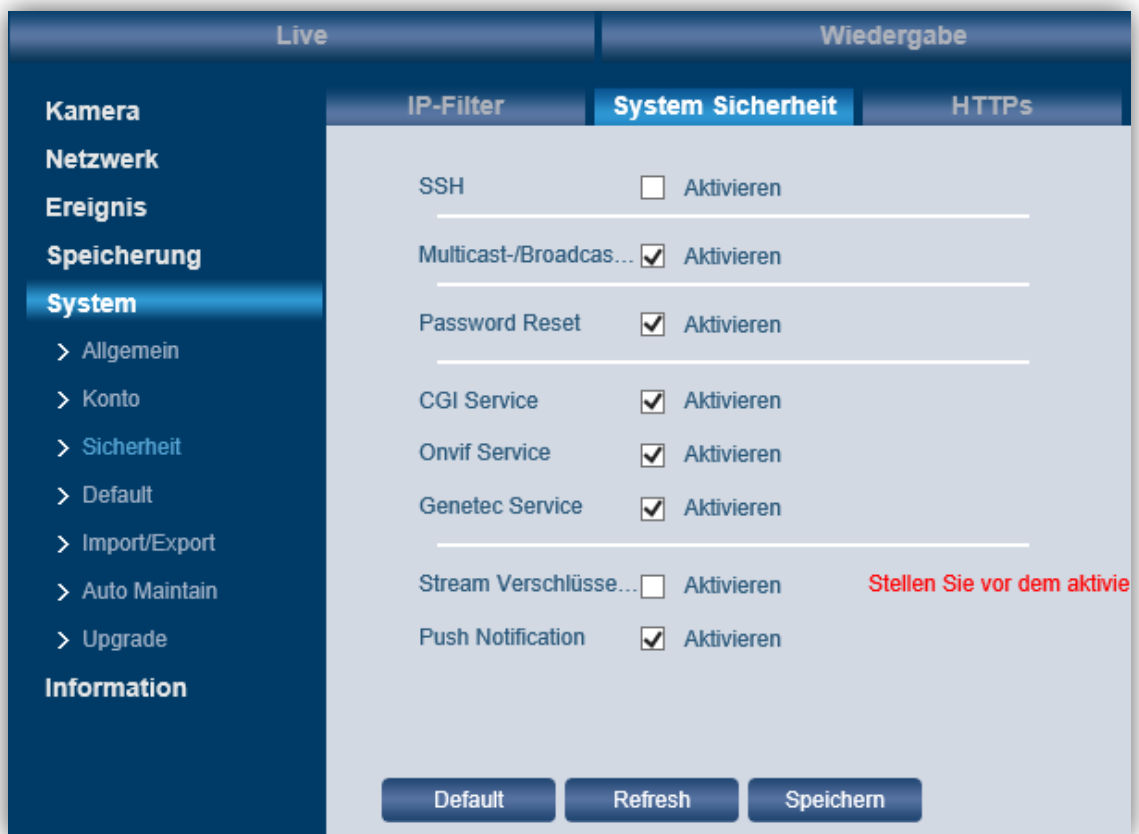 Live Wiedergabe
Kamera
Netzwerk
Ereignis
Speicherung
System
> Allgemein
> Konto
> Sicherheit
> Default
> Import/Export
> Auto Maintain
> Upgrade
Information
IP-Filter System Sicherheit HTTPs
SSH Aktivieren
Multicast-/Broadcas... Aktivieren
Password Reset Aktivieren
CGI Service Aktivieren
Onvif Service Aktivieren
Genetec Service Aktivieren
Stream Verschlüsse... Aktivieren Stellen Sie vor dem aktivie
Push Notification Aktivieren
Default Refresh Speichern